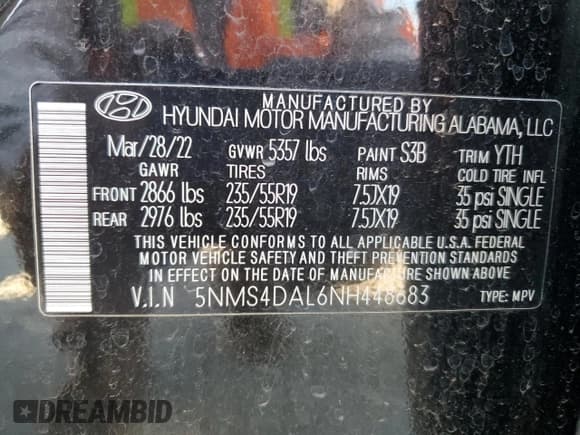 MANUFACTURED BY
HYUNDAI MOTOR MANUFACTURING ALABAMA, LLC
Mar/28/22 GVWR 5357 lbs PAINT S3B TRIM YTH
GAWR TIRES RIMS COLD TIRE INFL
FRONT 2866 lbs 235/55R19 7.5JX19 35 psi SINGLE
REAR 2976 lbs 235/55R19 7.5JX19 35 psi SINGLE
THIS VEHICLE CONFORMS TO ALL APPLICABLE U.S.A. FEDERAL
MOTOR VEHICLE SAFETY AND THEFT PREVENTION STANDARDS
IN EFFECT ON THE DATE OF MANUFACTURE SHOWN ABOVE
V.I.N 5NMS4DAL6NH448683 TYPE: MPV
DREAMBID